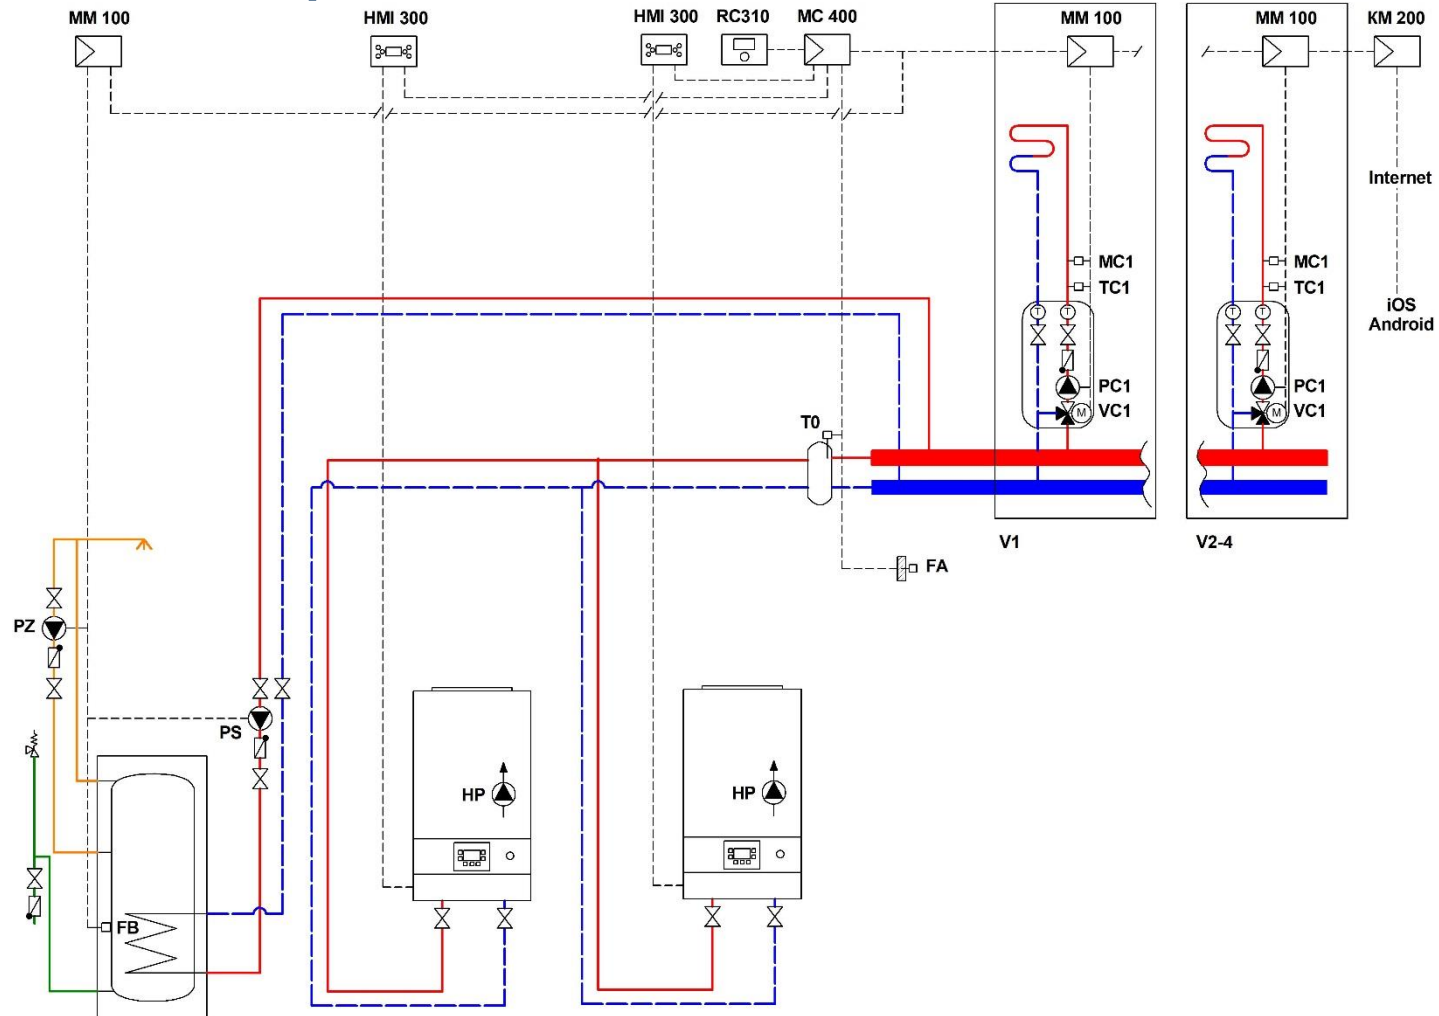 MM 100
HMI 300
HMI 300
RC310
MC 400
MM 100
MM 100
KM 200
Internet
iOS
Android
MC1
TC1
T
T
PC1
VC1
M
MC1
TC1
T
T
PC1
VC1
M
T0
V1
V2-4
FA
PZ
PS
HP
HP
FB